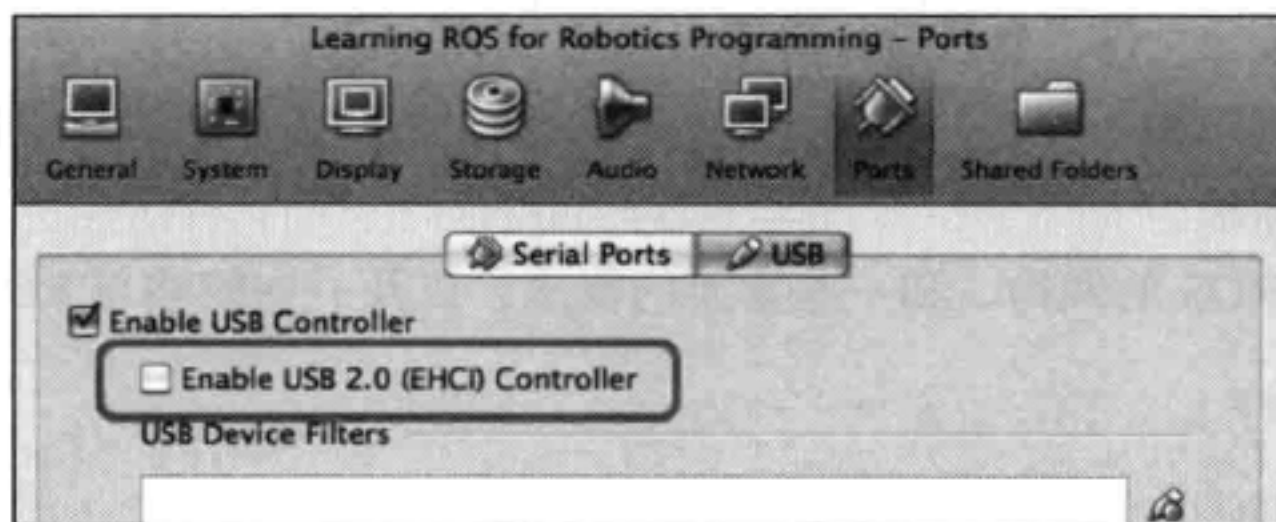 Learning ROS for Robotics Programming – Ports
General System Display Storage Audio Network Ports Shared Folders
Serial Ports USB
Enable USB Controller
Enable USB 2.0 (EHCI) Controller
USB Device Filters